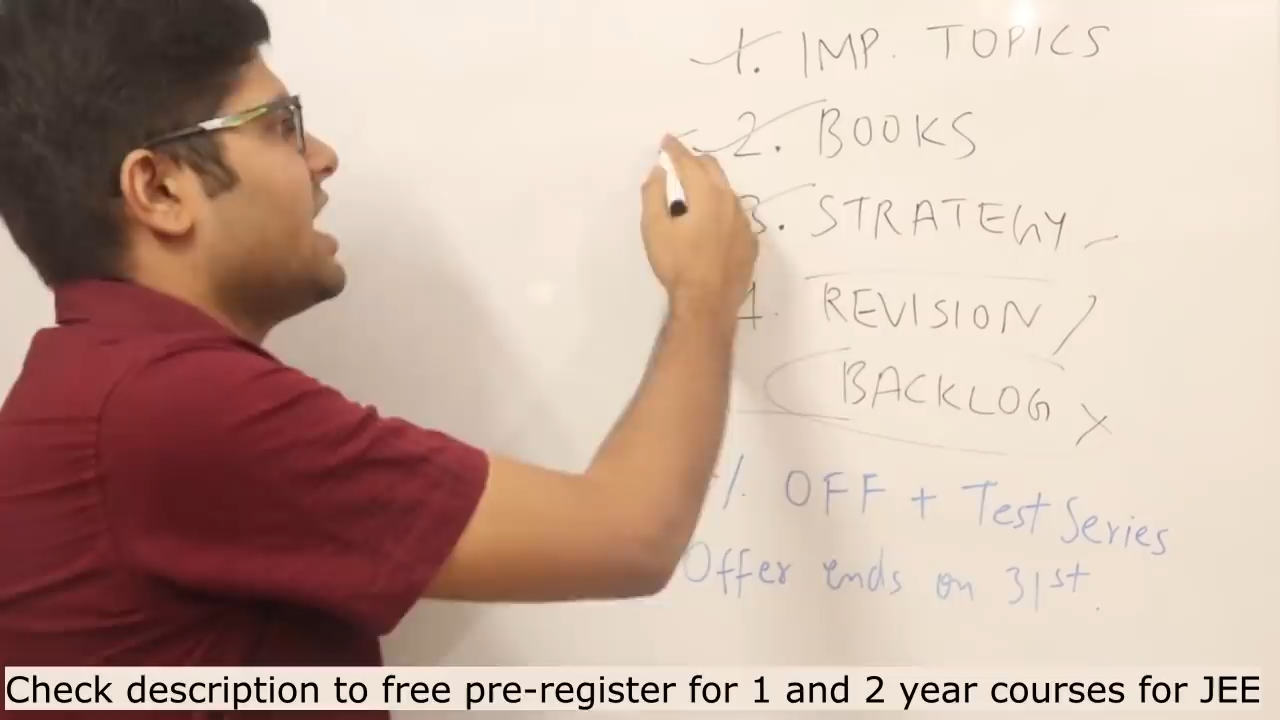 1. IMP. TOPICS
2. BOOKS
3. STRATEGY
4. REVISION /
BACKLOG
% OFF + Test Series
Offer ends on 31st.
Check description to free pre-register for 1 and 2 year courses for JEE